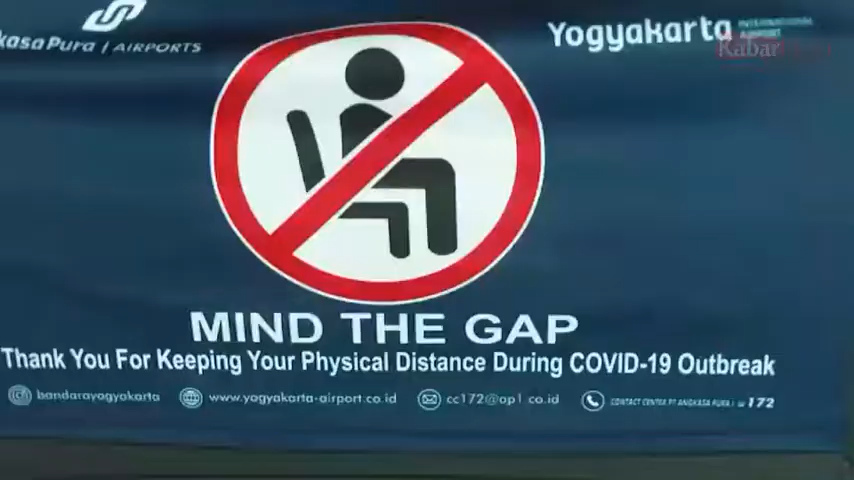 kasa Pura / AIRPORTS
Yogyakarta INTERNATIONAL AIRPORT
Kabar
MIND THE GAP
Thank You For Keeping Your Physical Distance During COVID-19 Outbreak
bandarayogyakarta www.yogyakarta-airport.co.id cc172@ap1.co.id CONTACT CENTER PT ANGKASA PURA I 172